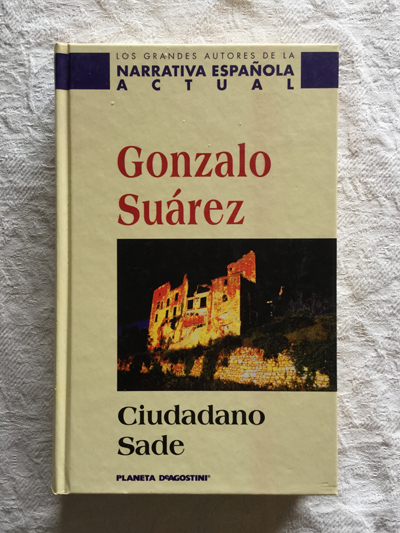 LOS GRANDES AUTORES DE LA
NARRATIVA ESPAÑOLA
ACTUAL
Gonzalo
Suárez
Ciudadano
Sade
PLANETA DEAGOSTINI